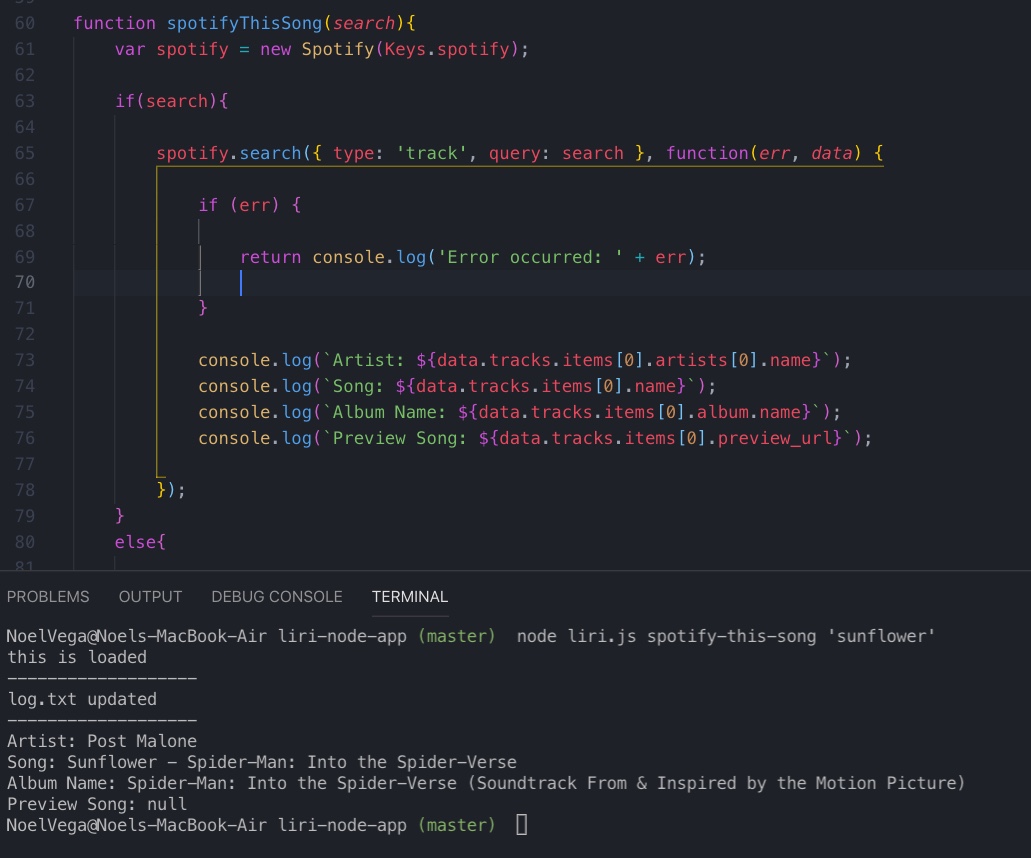 60 function spotifyThisSong(search){
61     var spotify = new Spotify(Keys.spotify);
62
63     if(search){
64
65         spotify.search({ type: 'track', query: search }, function(err, data) {
66
67             if (err) {
68
69                 return console.log('Error occurred: ' + err);
70
71             }
72
73             console.log(`Artist: ${data.tracks.items[0].artists[0].name}`);
74             console.log(`Song: ${data.tracks.items[0].name}`);
75             console.log(`Album Name: ${data.tracks.items[0].album.name}`);
76             console.log(`Preview Song: ${data.tracks.items[0].preview_url}`);
77
78         });
79     }
80     else{
81
PROBLEMS OUTPUT DEBUG CONSOLE TERMINAL
NoelVega@Noels-MacBook-Air liri-node-app (master)  node liri.js spotify-this-song 'sunflower'
this is loaded
-------------------
log.txt updated
-------------------
Artist: Post Malone
Song: Sunflower - Spider-Man: Into the Spider-Verse
Album Name: Spider-Man: Into the Spider-Verse (Soundtrack From & Inspired by the Motion Picture)
Preview Song: null
NoelVega@Noels-MacBook-Air liri-node-app (master)